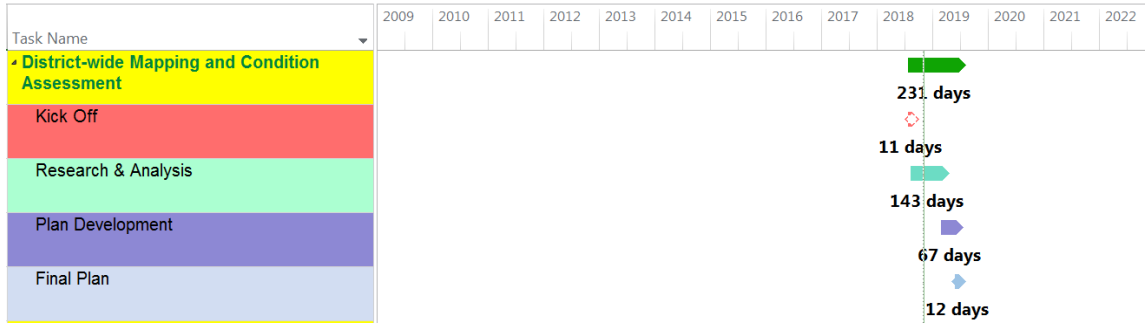 2009 2010 2011 2012 2013 2014 2015 2016 2017 2018 2019 2020 2021 2022
Task Name
District-wide Mapping and Condition
Assessment
231 days
Kick Off
11 days
Research & Analysis
143 days
Plan Development
67 days
Final Plan
12 days